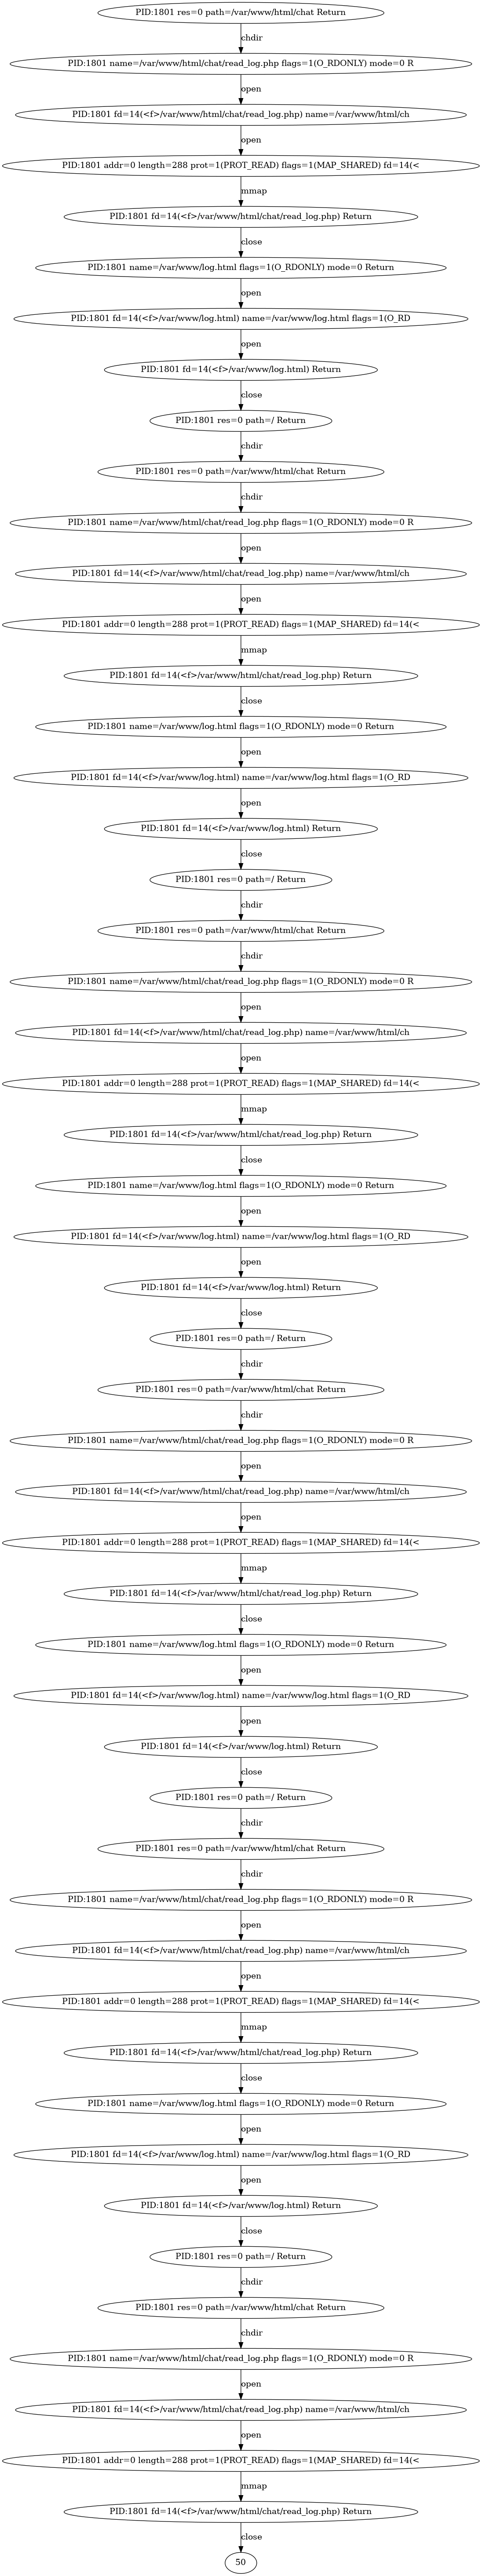 PID:1801 res=0 path=/var/www/html/chat Return
chdir
PID:1801 name=/var/www/html/chat/read_log.php flags=1(O_RDONLY) mode=0 R
open
PID:1801 fd=14(<f>/var/www/html/chat/read_log.php) name=/var/www/html/ch
open
PID:1801 addr=0 length=288 prot=1(PROT_READ) flags=1(MAP_SHARED) fd=14(<
mmap
PID:1801 fd=14(<f>/var/www/html/chat/read_log.php) Return
close
PID:1801 name=/var/www/log.html flags=1(O_RDONLY) mode=0 Return
open
PID:1801 fd=14(<f>/var/www/log.html) name=/var/www/log.html flags=1(O_RD
open
PID:1801 fd=14(<f>/var/www/log.html) Return
close
PID:1801 res=0 path=/ Return
chdir
PID:1801 res=0 path=/var/www/html/chat Return
chdir
PID:1801 name=/var/www/html/chat/read_log.php flags=1(O_RDONLY) mode=0 R
open
PID:1801 fd=14(<f>/var/www/html/chat/read_log.php) name=/var/www/html/ch
open
PID:1801 addr=0 length=288 prot=1(PROT_READ) flags=1(MAP_SHARED) fd=14(<
mmap
PID:1801 fd=14(<f>/var/www/html/chat/read_log.php) Return
close
PID:1801 name=/var/www/log.html flags=1(O_RDONLY) mode=0 Return
open
PID:1801 fd=14(<f>/var/www/log.html) name=/var/www/log.html flags=1(O_RD
open
PID:1801 fd=14(<f>/var/www/log.html) Return
close
PID:1801 res=0 path=/ Return
chdir
PID:1801 res=0 path=/var/www/html/chat Return
chdir
PID:1801 name=/var/www/html/chat/read_log.php flags=1(O_RDONLY) mode=0 R
open
PID:1801 fd=14(<f>/var/www/html/chat/read_log.php) name=/var/www/html/ch
open
PID:1801 addr=0 length=288 prot=1(PROT_READ) flags=1(MAP_SHARED) fd=14(<
mmap
PID:1801 fd=14(<f>/var/www/html/chat/read_log.php) Return
close
PID:1801 name=/var/www/log.html flags=1(O_RDONLY) mode=0 Return
open
PID:1801 fd=14(<f>/var/www/log.html) name=/var/www/log.html flags=1(O_RD
open
PID:1801 fd=14(<f>/var/www/log.html) Return
close
PID:1801 res=0 path=/ Return
chdir
PID:1801 res=0 path=/var/www/html/chat Return
chdir
PID:1801 name=/var/www/html/chat/read_log.php flags=1(O_RDONLY) mode=0 R
open
PID:1801 fd=14(<f>/var/www/html/chat/read_log.php) name=/var/www/html/ch
open
PID:1801 addr=0 length=288 prot=1(PROT_READ) flags=1(MAP_SHARED) fd=14(<
mmap
PID:1801 fd=14(<f>/var/www/html/chat/read_log.php) Return
close
PID:1801 name=/var/www/log.html flags=1(O_RDONLY) mode=0 Return
open
PID:1801 fd=14(<f>/var/www/log.html) name=/var/www/log.html flags=1(O_RD
open
PID:1801 fd=14(<f>/var/www/log.html) Return
close
PID:1801 res=0 path=/ Return
chdir
PID:1801 res=0 path=/var/www/html/chat Return
chdir
PID:1801 name=/var/www/html/chat/read_log.php flags=1(O_RDONLY) mode=0 R
open
PID:1801 fd=14(<f>/var/www/html/chat/read_log.php) name=/var/www/html/ch
open
PID:1801 addr=0 length=288 prot=1(PROT_READ) flags=1(MAP_SHARED) fd=14(<
mmap
PID:1801 fd=14(<f>/var/www/html/chat/read_log.php) Return
close
PID:1801 name=/var/www/log.html flags=1(O_RDONLY) mode=0 Return
open
PID:1801 fd=14(<f>/var/www/log.html) name=/var/www/log.html flags=1(O_RD
open
PID:1801 fd=14(<f>/var/www/log.html) Return
close
PID:1801 res=0 path=/ Return
chdir
PID:1801 res=0 path=/var/www/html/chat Return
chdir
PID:1801 name=/var/www/html/chat/read_log.php flags=1(O_RDONLY) mode=0 R
open
PID:1801 fd=14(<f>/var/www/html/chat/read_log.php) name=/var/www/html/ch
open
PID:1801 addr=0 length=288 prot=1(PROT_READ) flags=1(MAP_SHARED) fd=14(<
mmap
PID:1801 fd=14(<f>/var/www/html/chat/read_log.php) Return
close
50